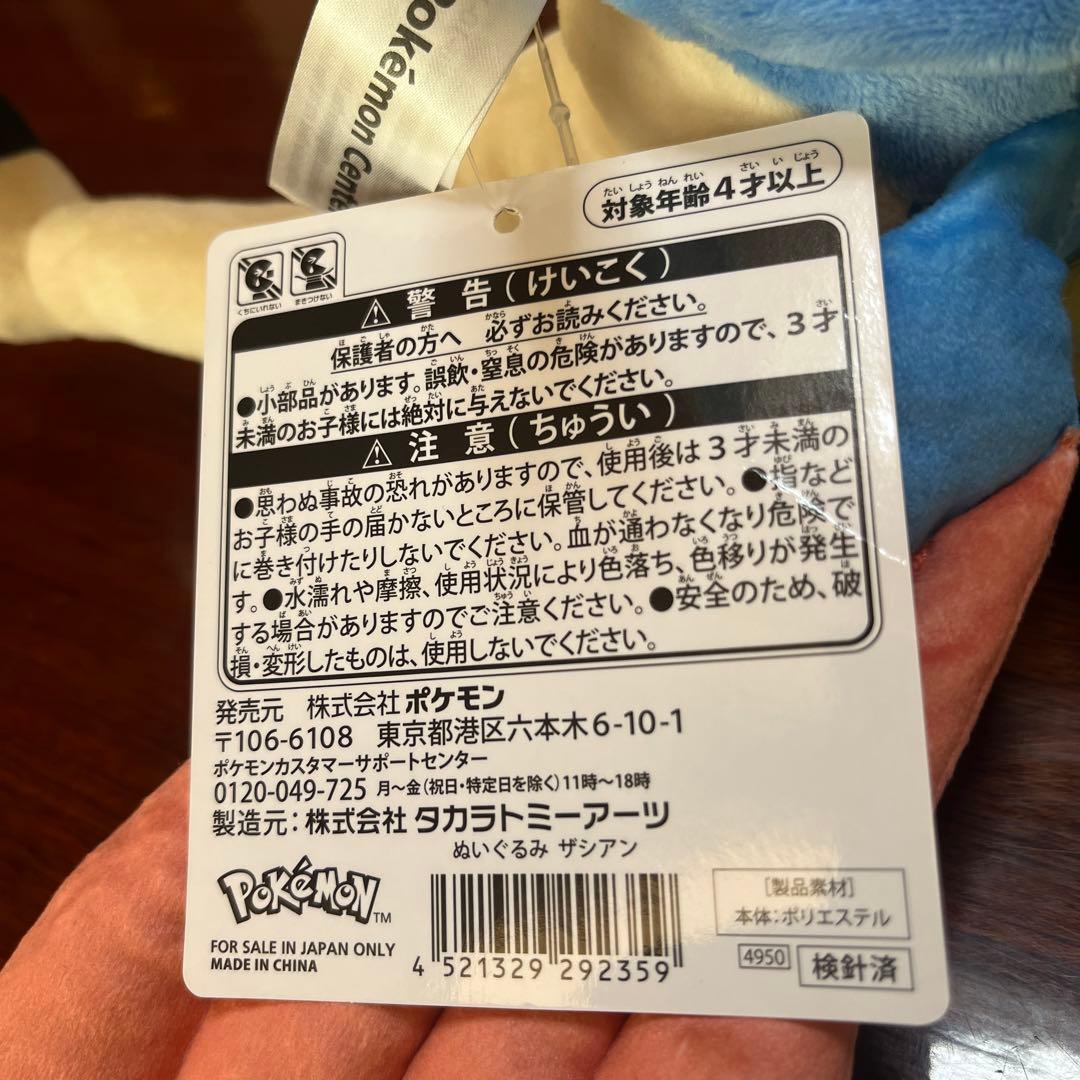 Pokémon Center
対象年齢4才以上
くちにいれない まきつけない
警告(けいこく)
保護者の方へ 必ずお読みください。
●小部品があります。誤飲・窒息の危険がありますので、3才
未満のお子様には絶対に与えないでください。
注意(ちゅうい)
●思わぬ事故の恐れがありますので、使用後は3才未満の
お子様の手の届かないところに保管してください。●指など
に巻き付けたりしないでください。血が通わなくなり危険で
す。●水濡れや摩擦、使用状況により色落ち、色移りが発生
する場合がありますのでご注意ください。●安全のため、破
損・変形したものは、使用しないでください。
発売元 株式会社ポケモン
〒106-6108 東京都港区六本木6-10-1
ポケモンカスタマーサポートセンター
0120-049-725 月～金(祝日・特定日を除く)11時～18時
製造元:株式会社タカラトミーアーツ
ぬいぐるみ ザシアン
POKéMON TM
FOR SALE IN JAPAN ONLY
MADE IN CHINA
4 521329 292359
[製品素材]
本体:ポリエステル
4950 検針済